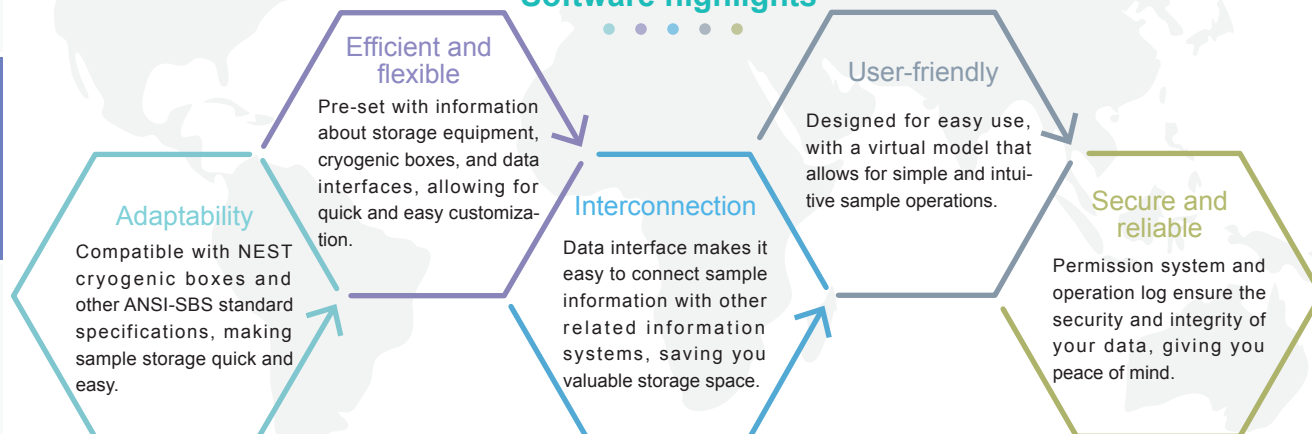 Software highlights
Efficient and
flexible
Pre-set with information
about storage equipment,
cryogenic boxes, and data
interfaces, allowing for
quick and easy customiza-
tion.
User-friendly
Designed for easy use,
with a virtual model that
allows for simple and intui-
tive sample operations.
Adaptability
Compatible with NEST
cryogenic boxes and
other ANSI-SBS standard
specifications, making
sample storage quick and
easy.
Interconnection
Data interface makes it
easy to connect sample
information with other
related information
systems, saving you
valuable storage space.
Secure and
reliable
Permission system and
operation log ensure the
security and integrity of
your data, giving you
peace of mind.